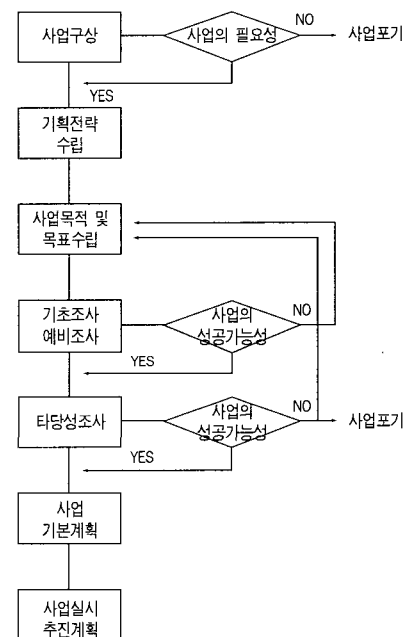 사업구상
사업의 필요성
NO
사업포기
YES
기획전략
수립
사업목적 및
목표수립
기초조사
예비조사
사업의
성공가능성
NO
YES
타당성조사
사업의
성공가능성
NO
사업포기
YES
사업
기본계획
사업실시
추진계획